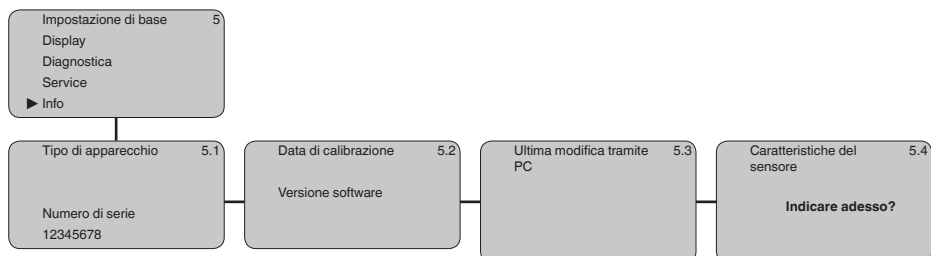 Impostazione di base 5
Display
Diagnostica
Service
▶ Info
Tipo di apparecchio 5.1
Numero di serie
12345678
Data di calibrazione 5.2
Versione software
Ultima modifica tramite 5.3
PC
Caratteristiche del 5.4
sensore
Indicare adesso?